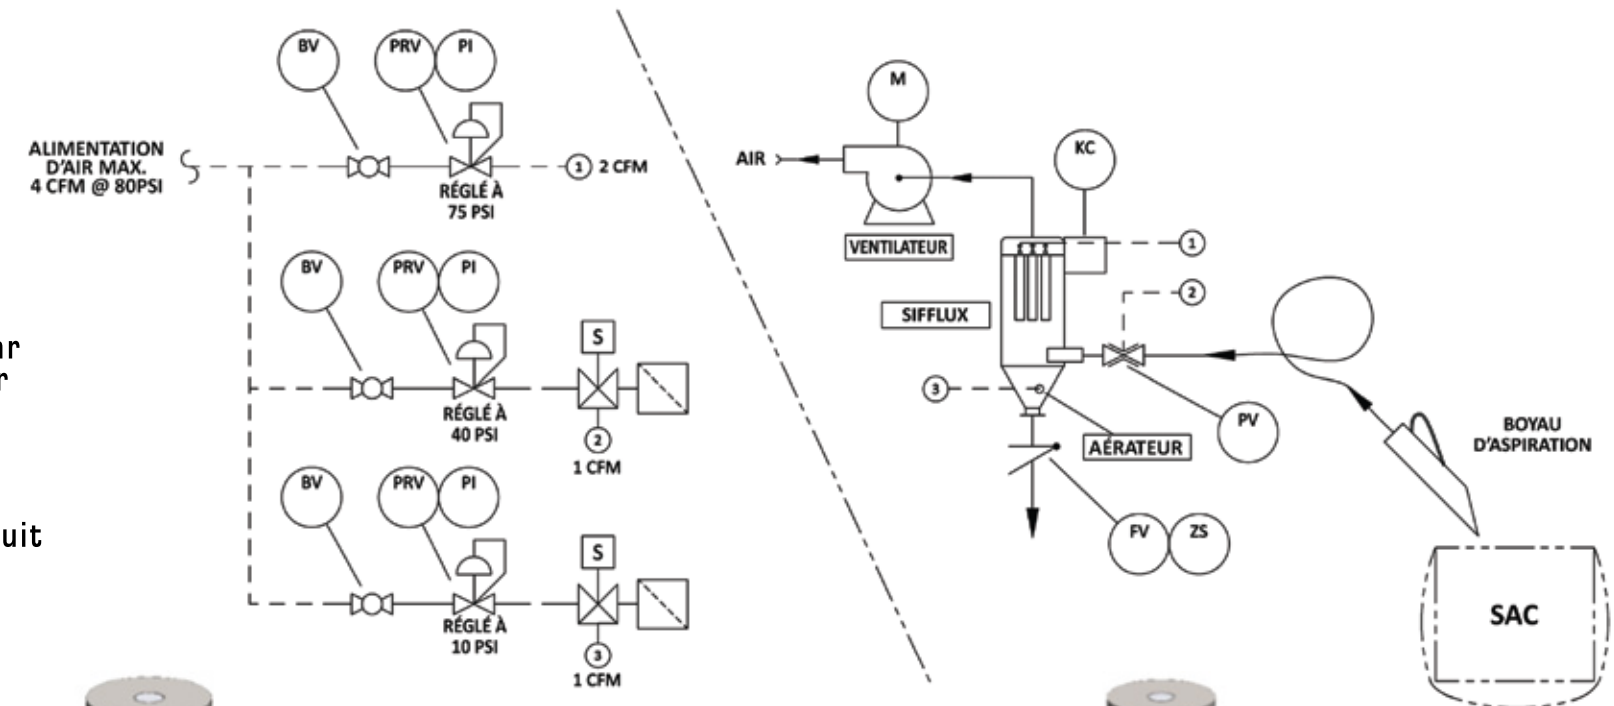 BV
PRV
PI
ALIMENTATION
D'AIR MAX.
4 CFM @ 80PSI
1
2 CFM
RÉGLÉ À
75 PSI
BV
PRV
PI
S
RÉGLÉ À
40 PSI
2
1 CFM
BV
PRV
PI
S
RÉGLÉ À
10 PSI
3
1 CFM
uit
M
AIR
KC
VENTILATEUR
1
2
SIFFLUX
3
PV
AÉRATEUR
BOYAU
D'ASPIRATION
FV
ZS
SAC